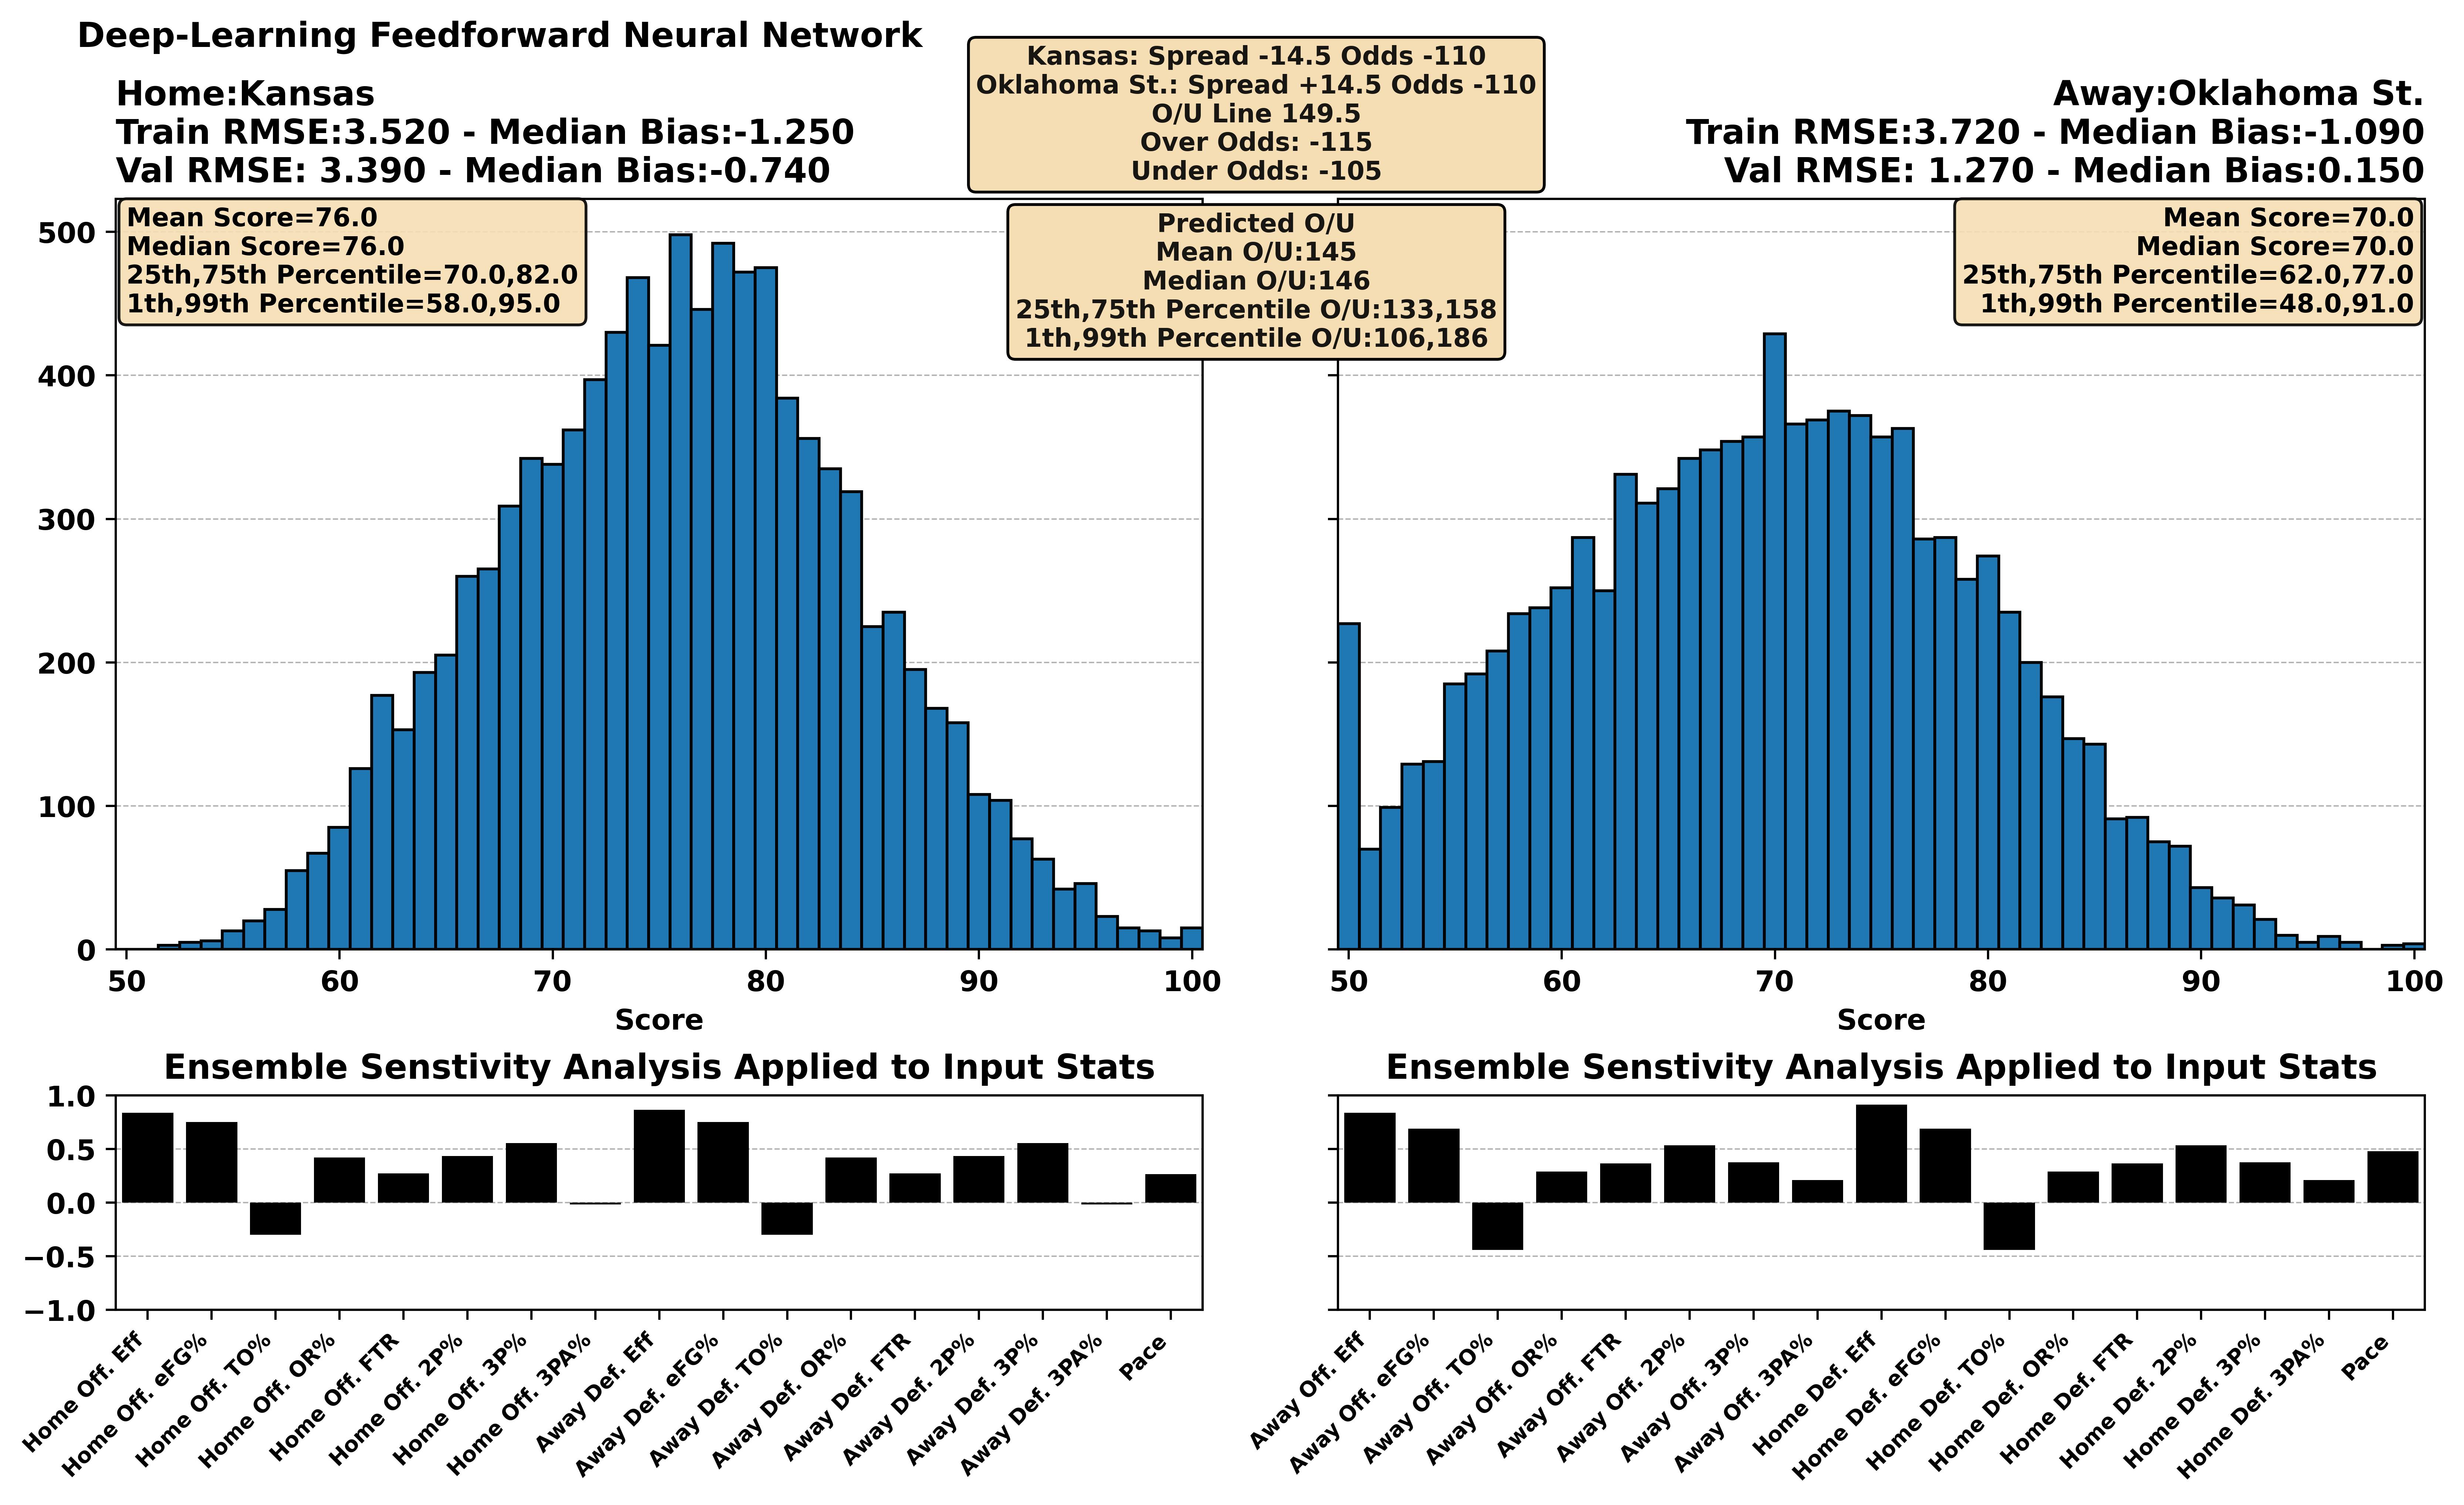 Deep-Learning Feedforward Neural Network
Home:Kansas
Train RMSE:3.520 - Median Bias:-1.250
Val RMSE: 3.390 - Median Bias:-0.740
Kansas: Spread -14.5 Odds -110
Oklahoma St.: Spread +14.5 Odds -110
O/U Line 149.5
Over Odds: -115
Under Odds: -105
Away:Oklahoma St.
Train RMSE:3.720 - Median Bias:-1.090
Val RMSE: 1.270 - Median Bias:0.150
Mean Score=76.0
Median Score=76.0
25th,75th Percentile=70.0,82.0
1th,99th Percentile=58.0,95.0
Predicted O/U
Mean O/U:145
Median O/U:146
25th,75th Percentile O/U:133,158
1th,99th Percentile O/U:106,186
Mean Score=70.0
Median Score=70.0
25th,75th Percentile=62.0,77.0
1th,99th Percentile=48.0,91.0
500
400
300
200
100
0
50 60 70 80 90 100
Score
50 60 70 80 90 100
Score
Ensemble Senstivity Analysis Applied to Input Stats
Ensemble Senstivity Analysis Applied to Input Stats
1.0
0.5
0.0
−0.5
−1.0
Home Off. Eff
Home Off. eFG%
Home Off. TO%
Home Off. OR%
Home Off. FTR
Home Off. 2P%
Home Off. 3P%
Home Off. 3PA%
Away Def. Eff
Away Def. eFG%
Away Def. TO%
Away Def. OR%
Away Def. FTR
Away Def. 2P%
Away Def. 3P%
Away Def. 3PA%
Pace
Away Off. Eff
Away Off. eFG%
Away Off. TO%
Away Off. OR%
Away Off. FTR
Away Off. 2P%
Away Off. 3P%
Away Off. 3PA%
Home Def. Eff
Home Def. eFG%
Home Def. TO%
Home Def. OR%
Home Def. FTR
Home Def. 2P%
Home Def. 3P%
Home Def. 3PA%
Pace